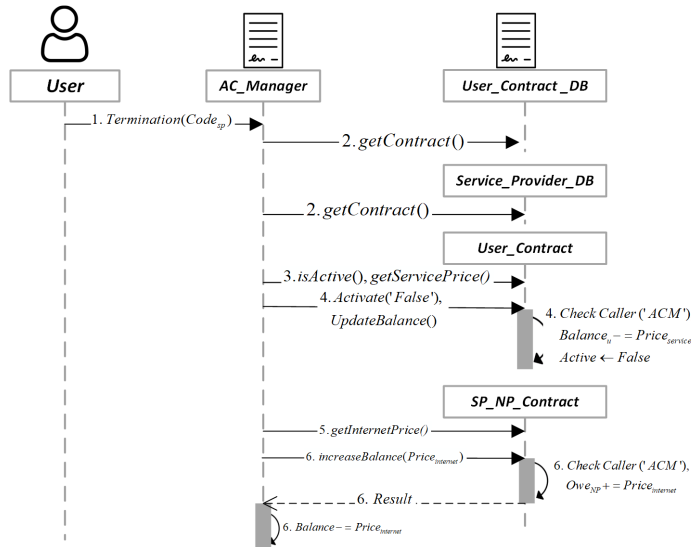 User
AC_Manager
User_Contract _DB
1. Termination(Code_sp)
2. getContract()
Service_Provider_DB
2. getContract()
User_Contract
3.isActive(), getServicePrice()
4.Activate('False'),
UpdateBalance()
4. Check Caller ('ACM')
Balance_u - = Price_service
Active ← False
SP_NP_Contract
5.getInternetPrice()
6. increaseBalance(Price_internet)
6. Check Caller ('ACM'),
Owe_NP + = Price_internet
6. Result
6. Balance - = Price_internet